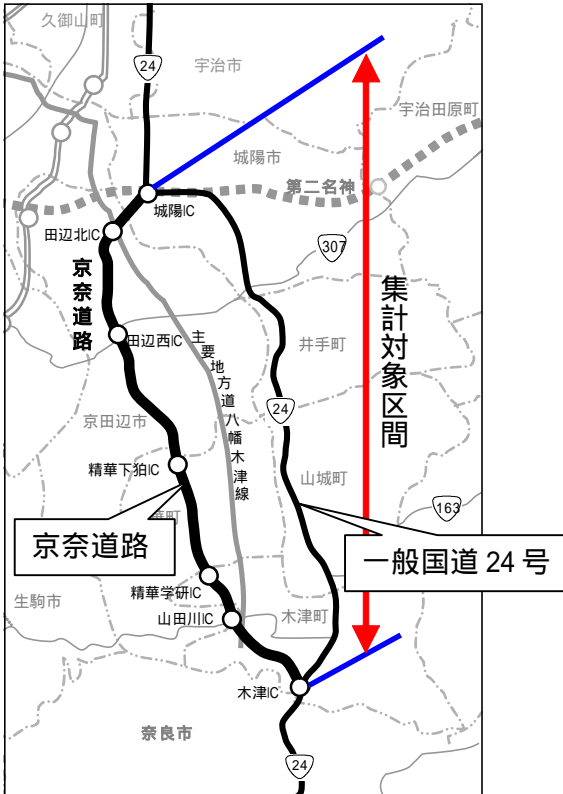 久御山町
24
宇治市
宇治田原町
城陽市
第二名神
城陽IC
田辺北IC
307
京奈道路
集計対象区間
田辺西IC
主要地方道八幡木津線
井手町
24
京田辺市
山城町
精華下狛IC
163
京奈道路
一般国道24号
精華学研IC
生駒市
山田川IC
木津町
木津IC
奈良市
24